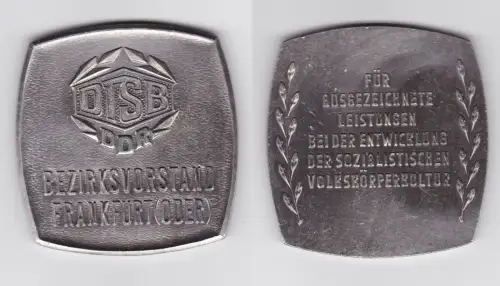 DTSB
DDR
BEZIRKSVORSTAND
FRANKFURT(ODER)
FÜR
AUSGEZEICHNETE
LEISTUNGEN
BEI DER ENTWICKLUNG
DER SOZIALISTISCHEN
VOLKSKÖRPERKULTUR